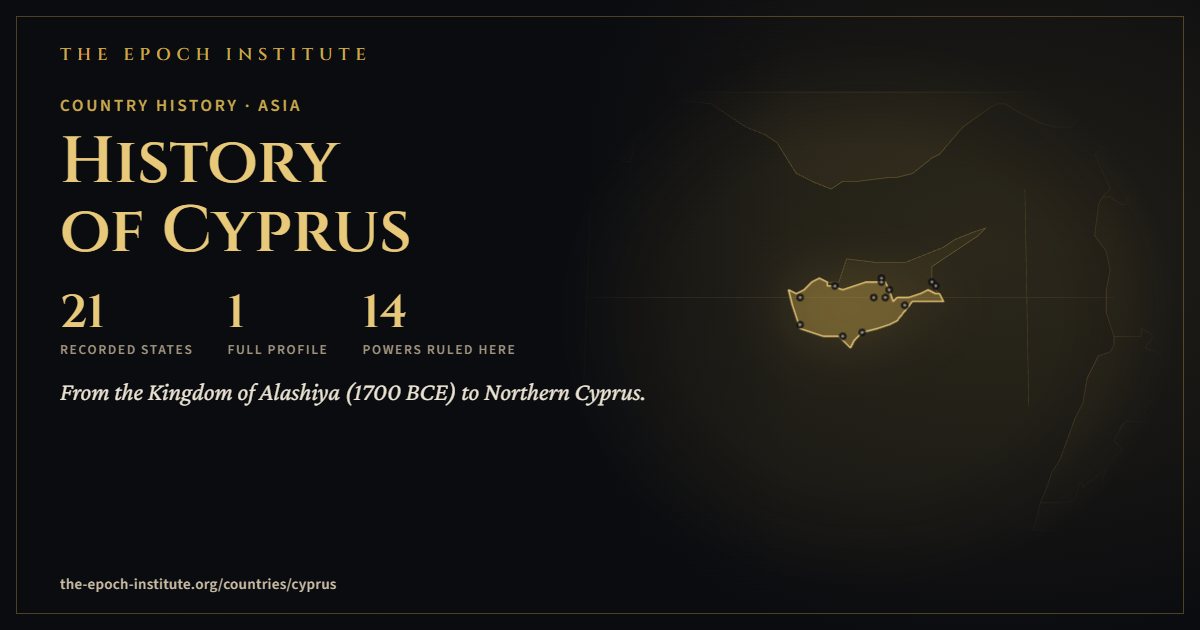 THE EPOCH INSTITUTE
COUNTRY HISTORY · ASIA
HISTORY
OF CYPRUS
21
RECORDED STATES
1
FULL PROFILE
14
POWERS RULED HERE
From the Kingdom of Alashiya (1700 BCE) to Northern Cyprus.
the-epoch-institute.org/countries/cyprus